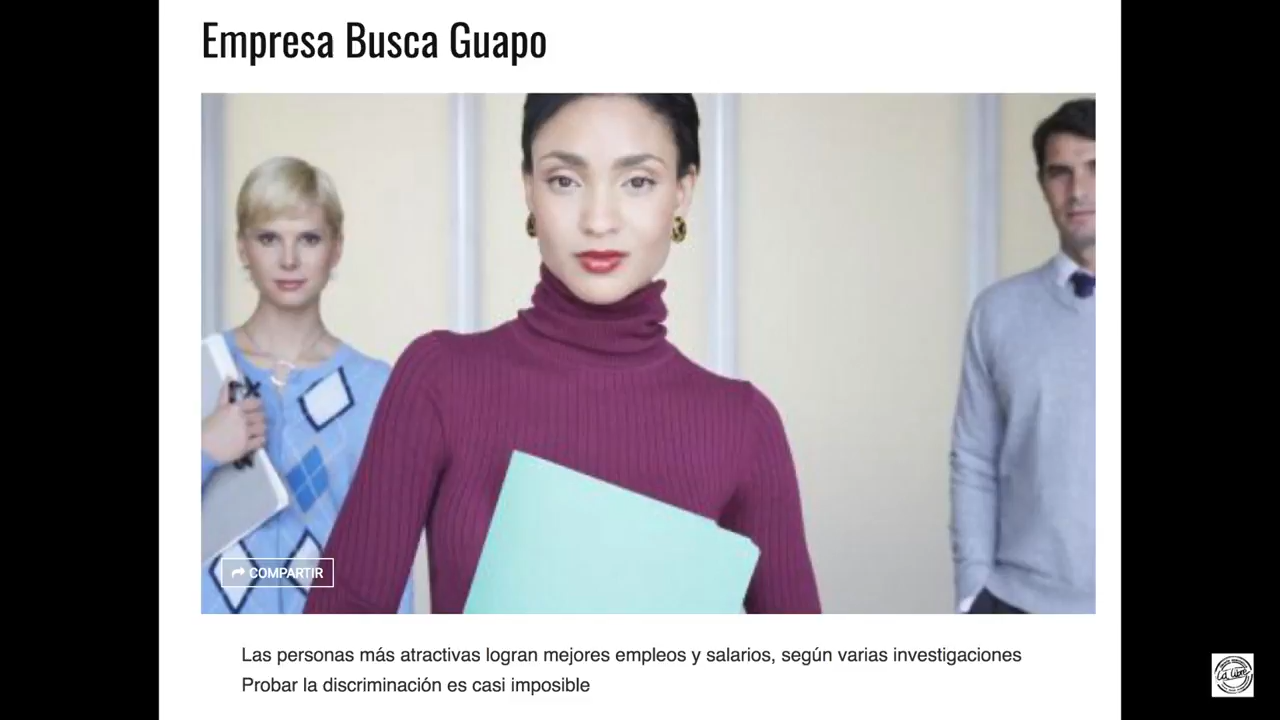 Empresa Busca Guapo
COMPARTIR
Las personas más atractivas logran mejores empleos y salarios, según varias investigaciones
Probar la discriminación es casi imposible